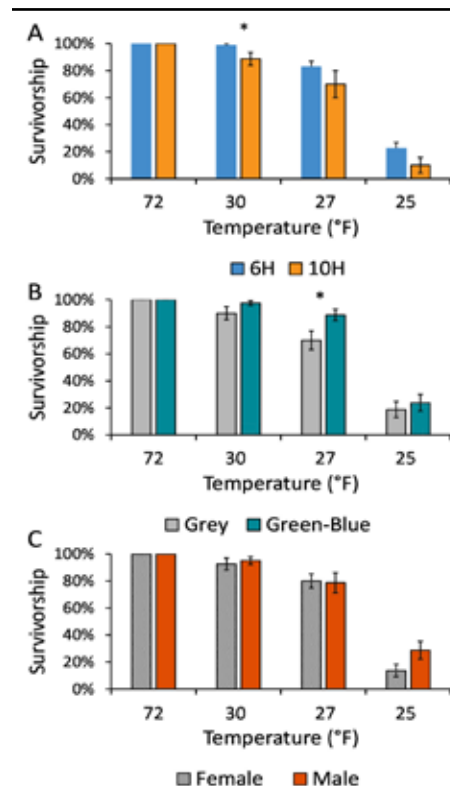 A
*
100%
80%
60%
40%
20%
0%
Survivorship
72 30 27 25
Temperature (°F)
6H 10H
B
*
100%
80%
60%
40%
20%
0%
Survivorship
72 30 27 25
Temperature (°F)
Grey Green-Blue
C
100%
80%
60%
40%
20%
0%
Survivorship
72 30 27 25
Temperature (°F)
Female Male